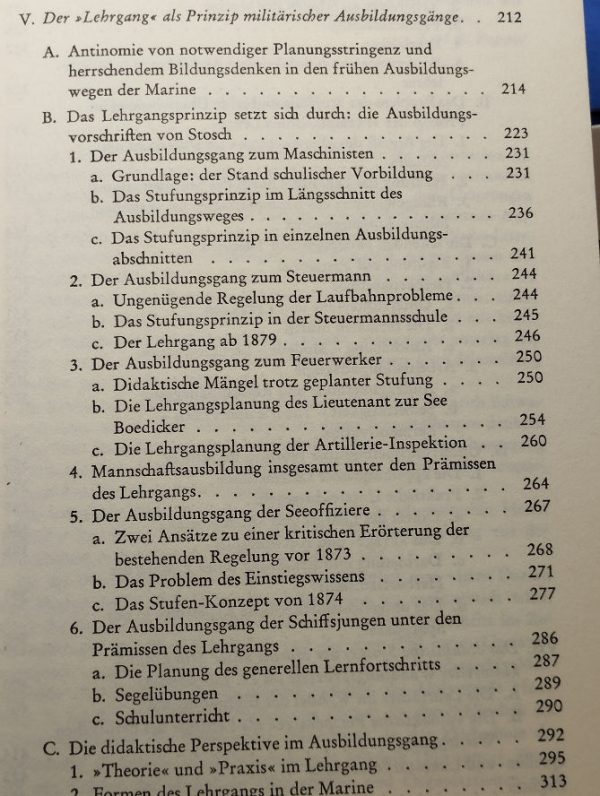 V. Der »Lehrgang« als Prinzip militärischer Ausbildungsgänge. . 212
A. Antinomie von notwendiger Planungsstringenz und
herrschendem Bildungsdenken in den frühen Ausbildungs-
wegen der Marine . . . . . . . . . . . . . . . . 214
B. Das Lehrgangsprinzip setzt sich durch: die Ausbildungs-
vorschriften von Stosch . . . . . . . . . . . . . . 223
1. Der Ausbildungsgang zum Maschinisten . . . . . . . 231
a. Grundlage: der Stand schulischer Vorbildung . . . 231
b. Das Stufungsprinzip im Längsschnitt des
Ausbildungsweges . . . . . . . . . . . . . . . 236
c. Das Stufungsprinzip in einzelnen Ausbildungs-
abschnitten . . . . . . . . . . . . . . . . . 241
2. Der Ausbildungsgang zum Steuermann . . . . . . . 244
a. Ungenügende Regelung der Laufbahnprobleme . . . 244
b. Das Stufungsprinzip in der Steuermannsschule . . . 245
c. Der Lehrgang ab 1879 . . . . . . . . . . . . . 246
3. Der Ausbildungsgang zum Feuerwerker . . . . . . . 250
a. Didaktische Mängel trotz geplanter Stufung . . . . 250
b. Die Lehrgangsplanung des Lieutenant zur See
Boedicker . . . . . . . . . . . . . . . . . . 254
c. Die Lehrgangsplanung der Artillerie-Inspektion . . 260
4. Mannschaftsausbildung insgesamt unter den Prämissen
des Lehrgangs. . . . . . . . . . . . . . . . . . 264
5. Der Ausbildungsgang der Seeoffiziere . . . . . . . . 267
a. Zwei Ansätze zu einer kritischen Erörterung der
bestehenden Regelung vor 1873 . . . . . . . . . 268
b. Das Problem des Einstiegswissens . . . . . . . . 271
c. Das Stufen-Konzept von 1874 . . . . . . . . . 277
6. Der Ausbildungsgang der Schiffsjungen unter den
Prämissen des Lehrgangs . . . . . . . . . . . . . 286
a. Die Planung des generellen Lernfortschritts . . . . 287
b. Segelübungen . . . . . . . . . . . . . . . . 289
c. Schulunterricht . . . . . . . . . . . . . . . . 290
C. Die didaktische Perspektive im Ausbildungsgang . . . . . 292
1. »Theorie« und »Praxis« im Lehrgang . . . . . . . . 295
2. Formen des Lehrgangs in der Marine . . . . . . . . 313